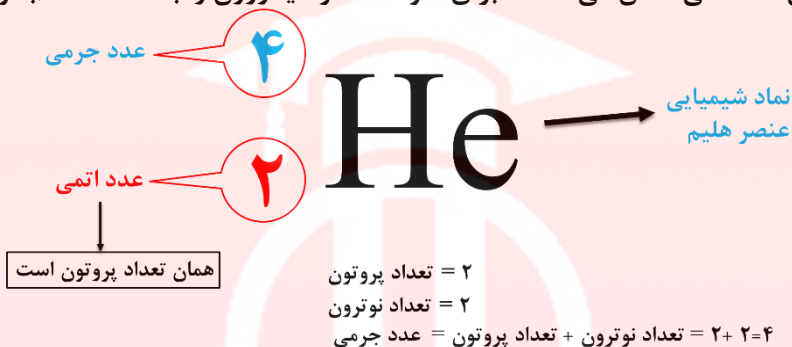 ۴
عدد جرمی
He
نماد شیمیایی
عنصر هلیم
۲
عدد اتمی
همان تعداد پروتون است
۲ = تعداد پروتون
۲ = تعداد نوترون
۴=۲ +۲ = تعداد نوترون + تعداد پروتون = عدد جرمی